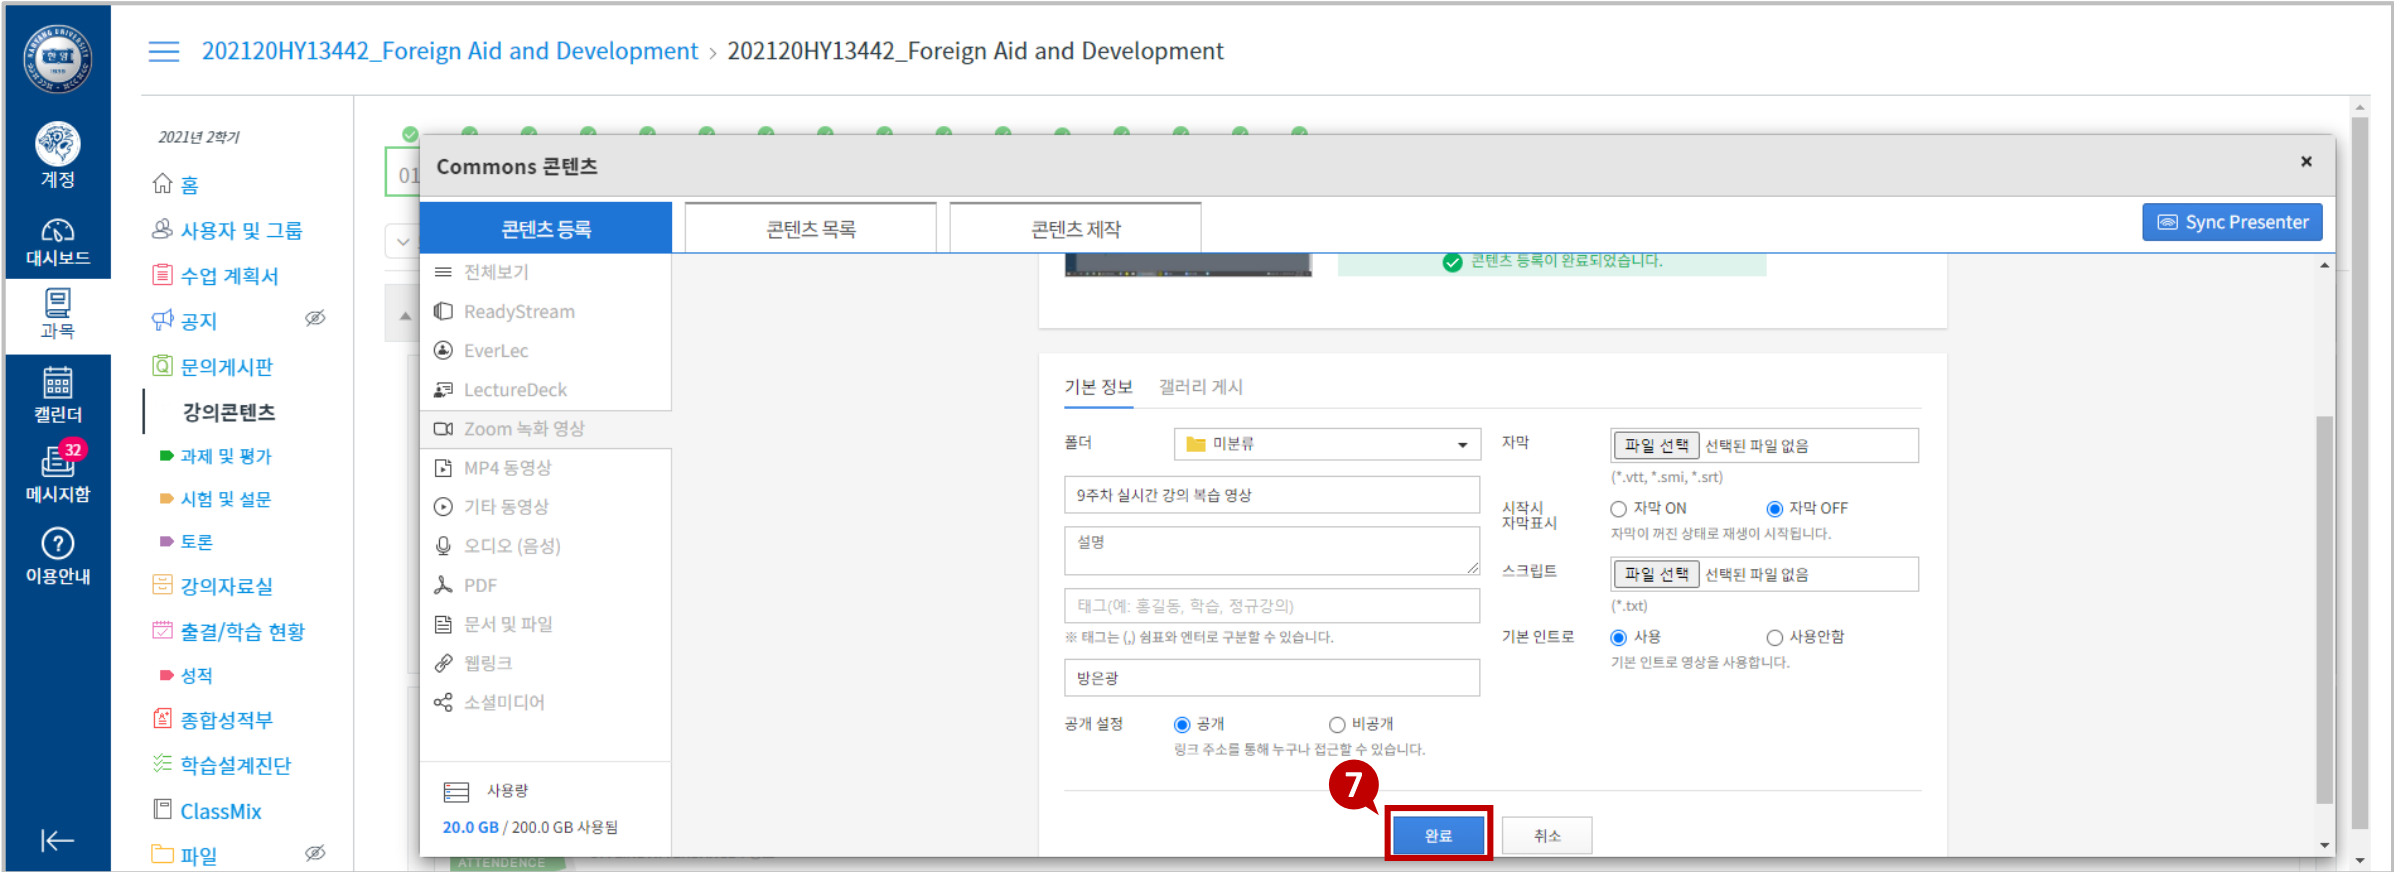 202120HY13442_Foreign Aid and Development > 202120HY13442_Foreign Aid and Development
계정
대시보드
과목
캘린더
32
메시지함
이용안내
2021년 2학기
홈
사용자 및 그룹
수업 계획서
공지
문의게시판
강의콘텐츠
과제 및 평가
시험 및 설문
토론
강의자료실
출결/학습 현황
성적
종합성적부
학습설계진단
ClassMix
파일
01
Commons 콘텐츠
콘텐츠 등록
콘텐츠 목록
콘텐츠 제작
Sync Presenter
전체보기
ReadyStream
EverLec
LectureDeck
Zoom 녹화 영상
MP4 동영상
기타 동영상
오디오 (음성)
PDF
문서 및 파일
웹링크
소셜미디어
사용량
20.0 GB / 200.0 GB 사용됨
콘텐츠 등록이 완료되었습니다.
기본 정보 갤러리 게시
폴더 미분류
9주차 실시간 강의 복습 영상
설명
태그(예: 홍길동, 학습, 정규강의)
※ 태그는 (,) 쉼표와 엔터로 구분할 수 있습니다.
방은광
공개 설정 공개 비공개
링크 주소를 통해 누구나 접근할 수 있습니다.
자막 파일 선택 선택된 파일 없음
(*.vtt, *.smi, *.srt)
시작시
자막표시
자막 ON 자막 OFF
자막이 꺼진 상태로 재생이 시작됩니다.
스크립트 파일 선택 선택된 파일 없음
(*.txt)
기본 인트로 사용 사용안함
기본 인트로 영상을 사용합니다.
7
완료 취소
ATTENDENCE